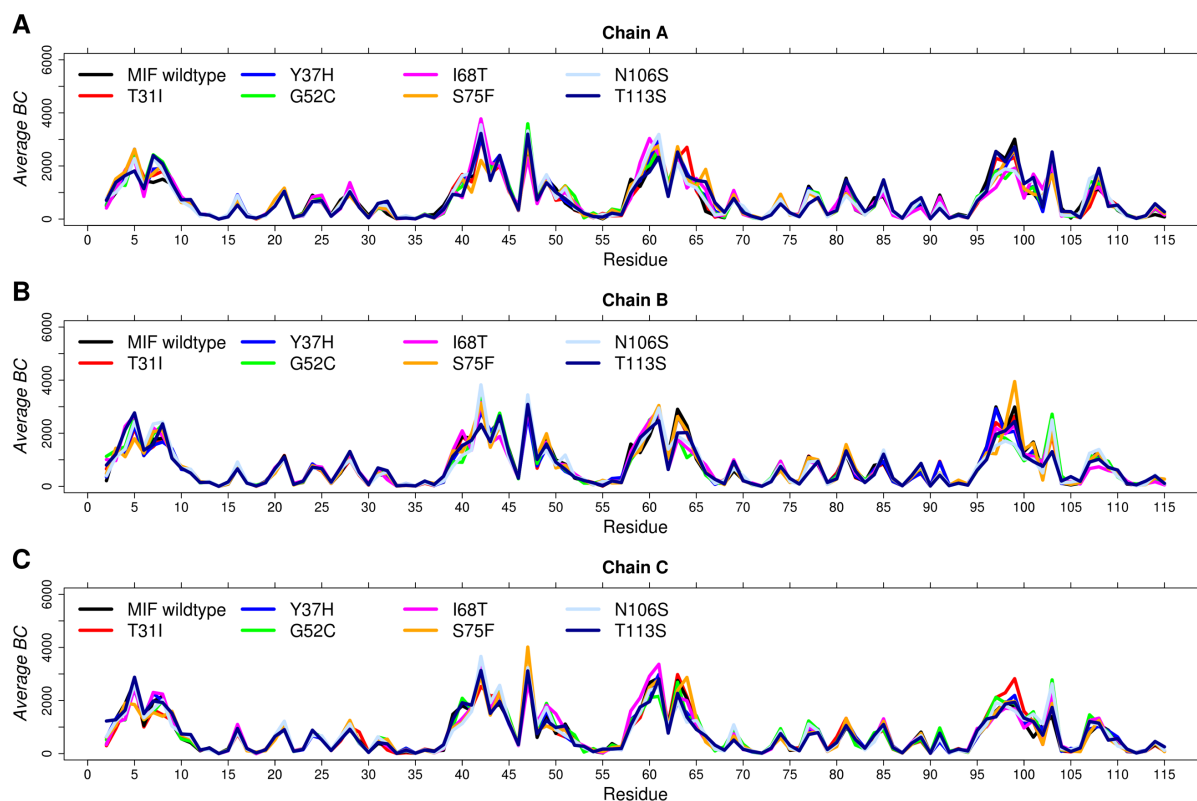 A
Chain A
Average BC
6000
4000
2000
0
MIF wildtype Y37H I68T N106S
T31I G52C S75F T113S
0 5 10 15 20 25 30 35 40 45 50 55 60 65 70 75 80 85 90 95 100 105 110 115
Residue
B
Chain B
Average BC
6000
4000
2000
0
MIF wildtype Y37H I68T N106S
T31I G52C S75F T113S
0 5 10 15 20 25 30 35 40 45 50 55 60 65 70 75 80 85 90 95 100 105 110 115
Residue
C
Chain C
Average BC
6000
4000
2000
0
MIF wildtype Y37H I68T N106S
T31I G52C S75F T113S
0 5 10 15 20 25 30 35 40 45 50 55 60 65 70 75 80 85 90 95 100 105 110 115
Residue